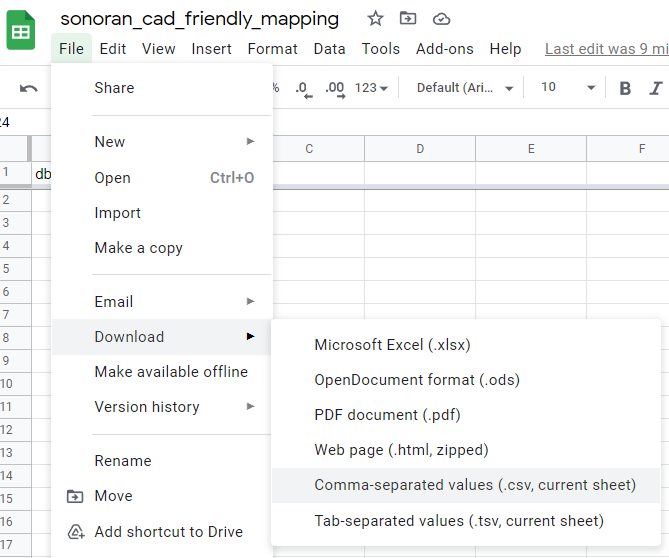 sonoran_cad_friendly_mapping
File Edit View Insert Format Data Tools Add-ons Help Last edit was 9 mi
% .0 .00 123 Default (Ari... 10 B I
24
C D E F
1 db
2
3
4
5
6
7
8
9
10
11
12
13
14
15
16
17
Share
New
Open Ctrl+O
Import
Make a copy
Email
Download
Make available offline
Version history
Rename
Move
Add shortcut to Drive
Microsoft Excel (.xlsx)
OpenDocument format (.ods)
PDF document (.pdf)
Web page (.html, zipped)
Comma-separated values (.csv, current sheet)
Tab-separated values (.tsv, current sheet)